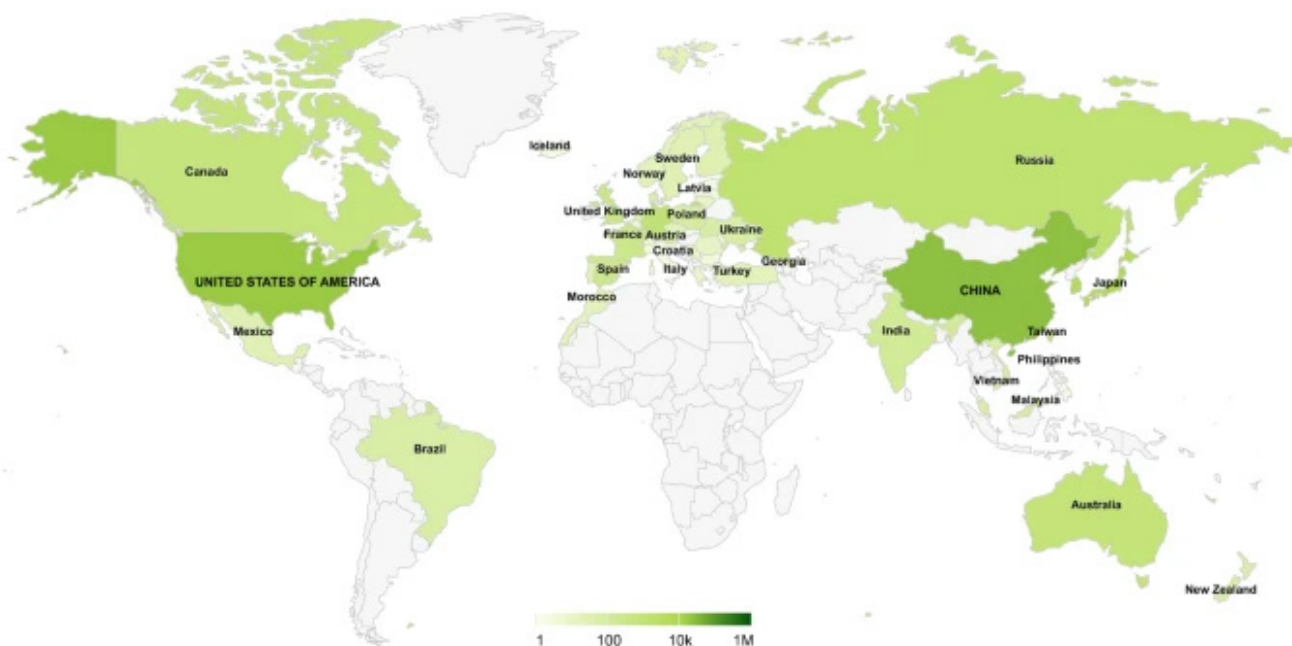 Iceland
Sweden
Norway
Canada
Russia
Latvia
United Kingdom
Poland
Ukraine
France
Austria
Croatia
Georgia
Spain
Italy
Turkey
UNITED STATES OF AMERICA
CHINA
Japan
Morocco
Mexico
India
Taiwan
Philippines
Vietnam
Malaysia
Brazil
Australia
New Zealand
1 100 10k 1M